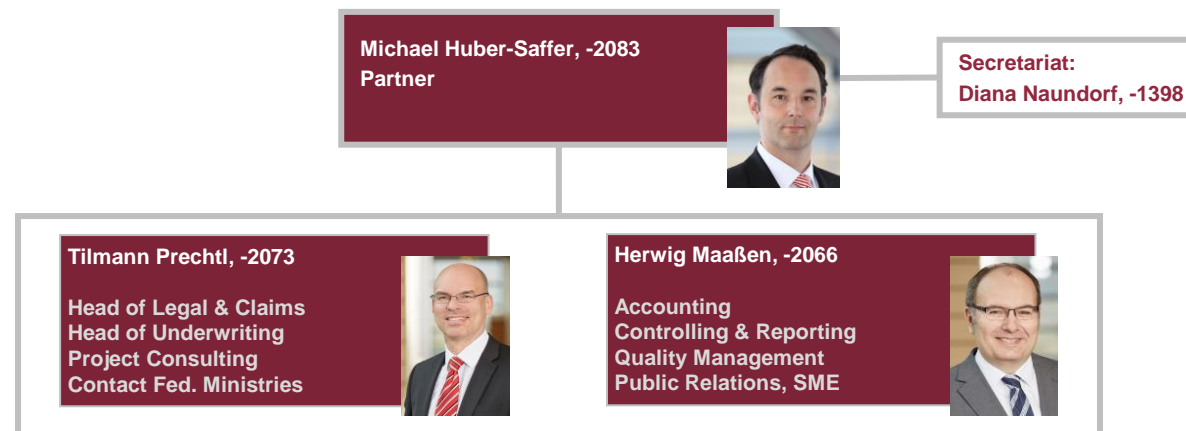 Michael Huber-Saffer, -2083
Partner
Secretariat:
Diana Naundorf, -1398
Tilmann Prechtl, -2073
Head of Legal & Claims
Head of Underwriting
Project Consulting
Contact Fed. Ministries
Herwig Maaßen, -2066
Accounting
Controlling & Reporting
Quality Management
Public Relations, SME